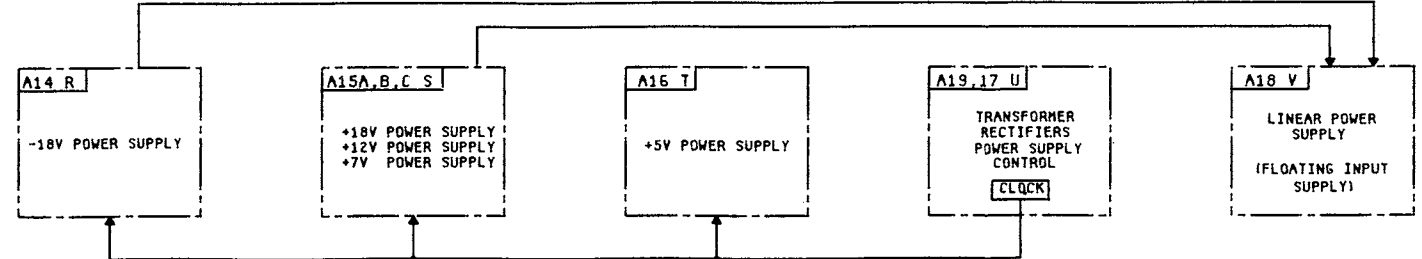 A14 R
-18V POWER SUPPLY
A15A,B,C S
+18V POWER SUPPLY
+12V POWER SUPPLY
+7V POWER SUPPLY
A16 T
+5V POWER SUPPLY
A19,17 U
TRANSFORMER
RECTIFIERS
POWER SUPPLY
CONTROL
CLOCK
A18 V
LINEAR POWER
SUPPLY
(FLOATING INPUT
SUPPLY)